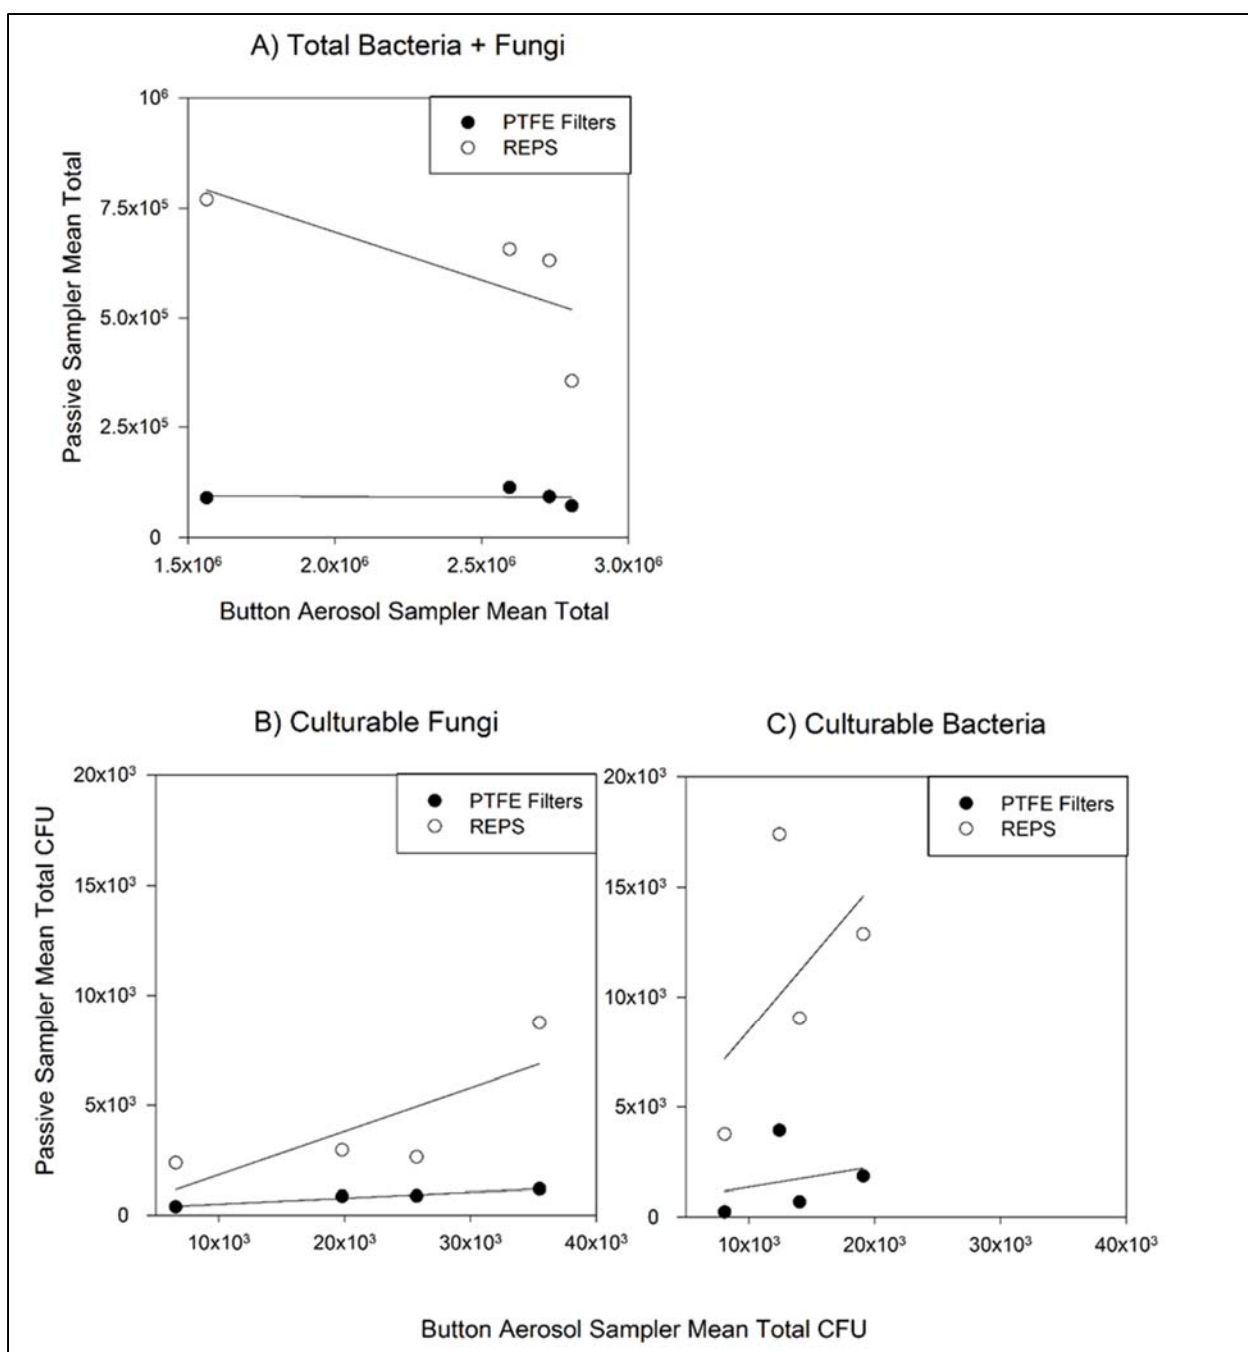 A) Total Bacteria + Fungi
10⁶
7.5x10⁵
5.0x10⁵
2.5x10⁵
0
Passive Sampler Mean Total
PTFE Filters
REPS
1.5x10⁶ 2.0x10⁶ 2.5x10⁶ 3.0x10⁶
Button Aerosol Sampler Mean Total
B) Culturable Fungi
20x10³
15x10³
10x10³
5x10³
0
Passive Sampler Mean Total CFU
PTFE Filters
REPS
10x10³ 20x10³ 30x10³ 40x10³
C) Culturable Bacteria
20x10³
15x10³
10x10³
5x10³
0
PTFE Filters
REPS
10x10³ 20x10³ 30x10³ 40x10³
Button Aerosol Sampler Mean Total CFU